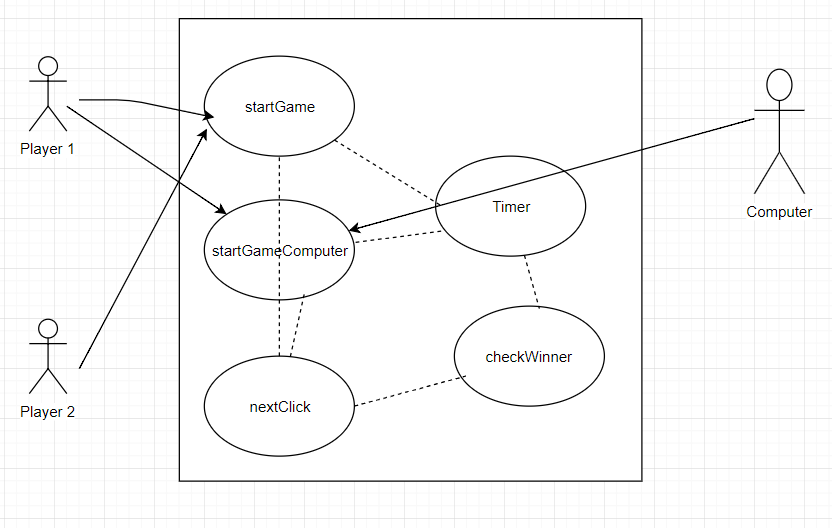 startGame
Player 1
Timer
Computer
startGameComputer
checkWinner
nextClick
Player 2